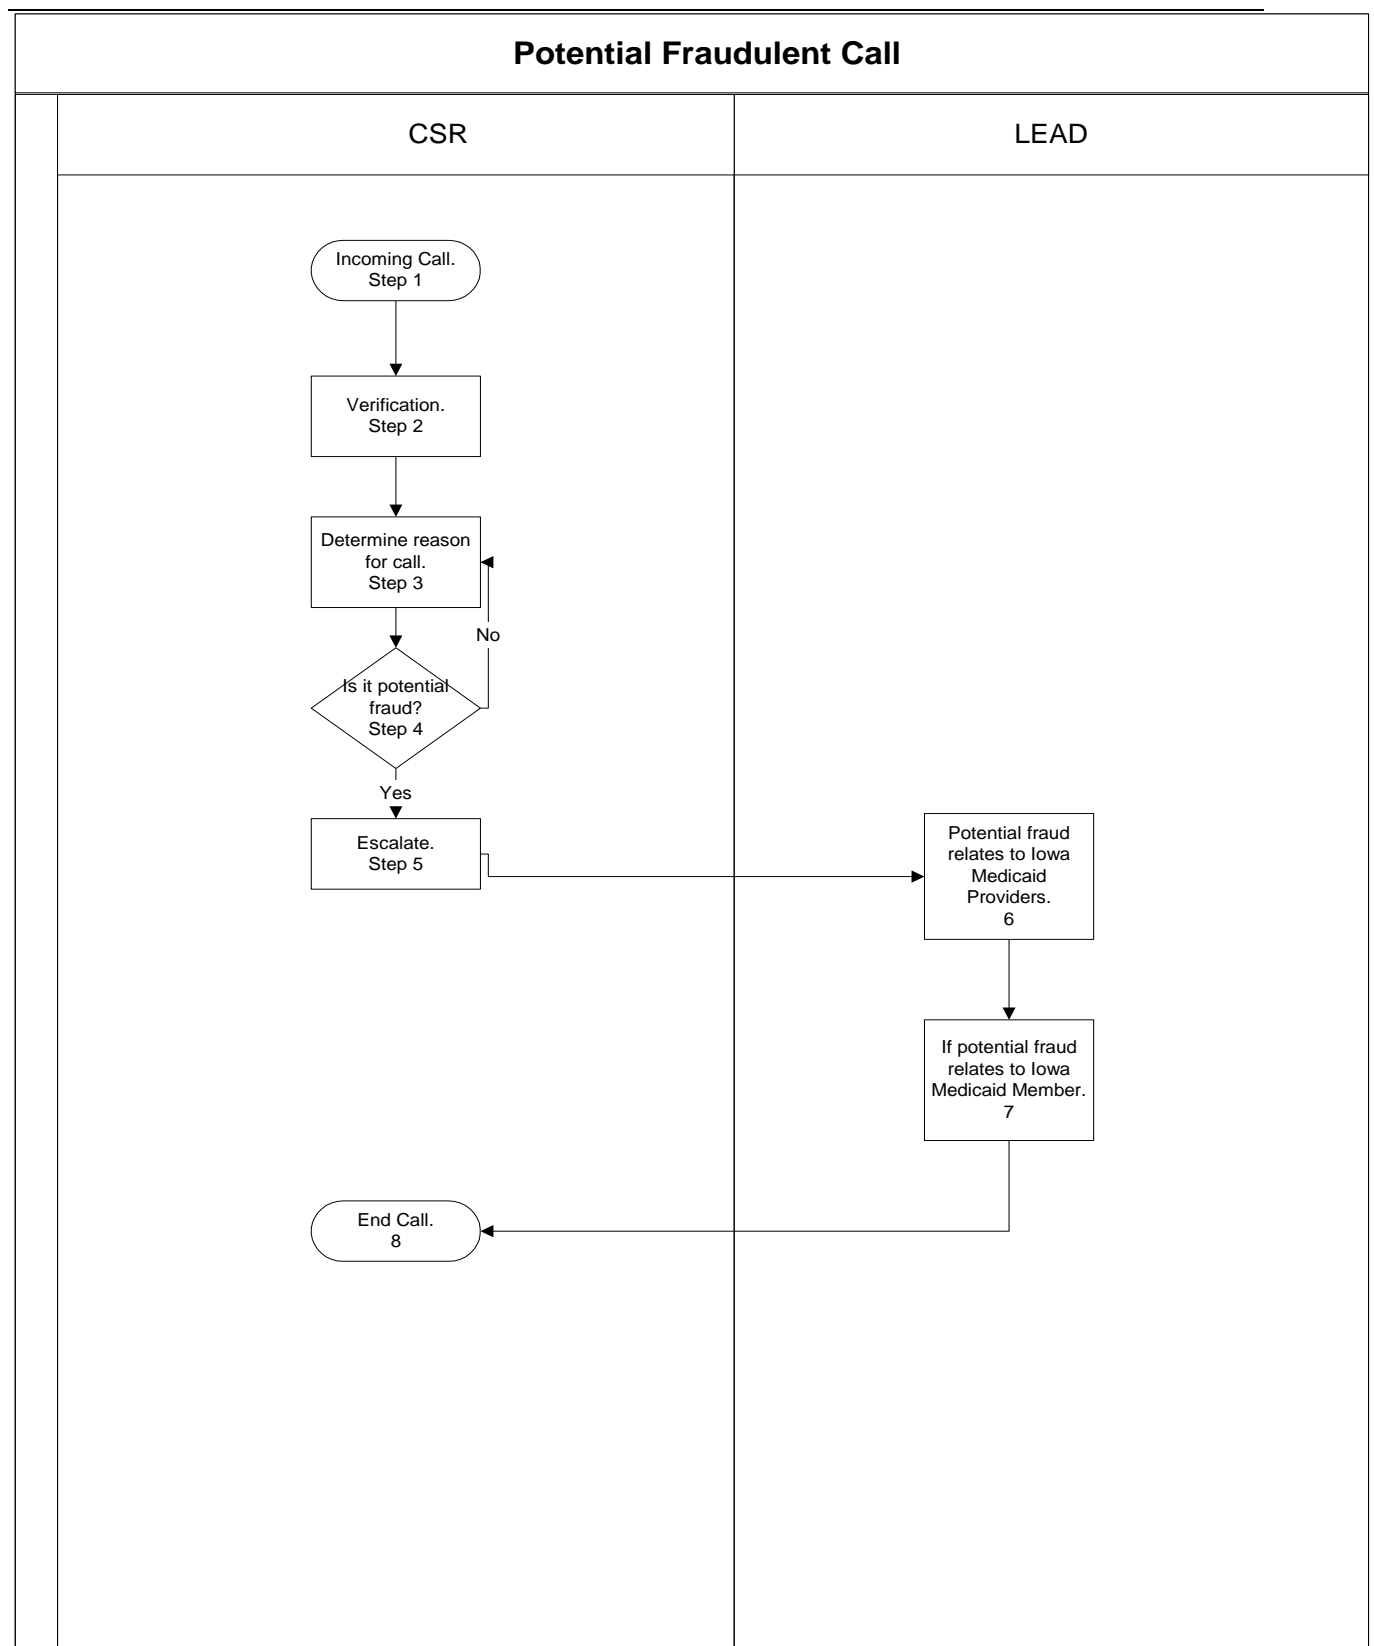 Potential Fraudulent Call
CSR
LEAD
Incoming Call.
Step 1
Verification.
Step 2
Determine reason
for call.
Step 3
No
Is it potential
fraud?
Step 4
Yes
Escalate.
Step 5
Potential fraud
relates to Iowa
Medicaid
Providers.
6
If potential fraud
relates to Iowa
Medicaid Member.
7
End Call.
8